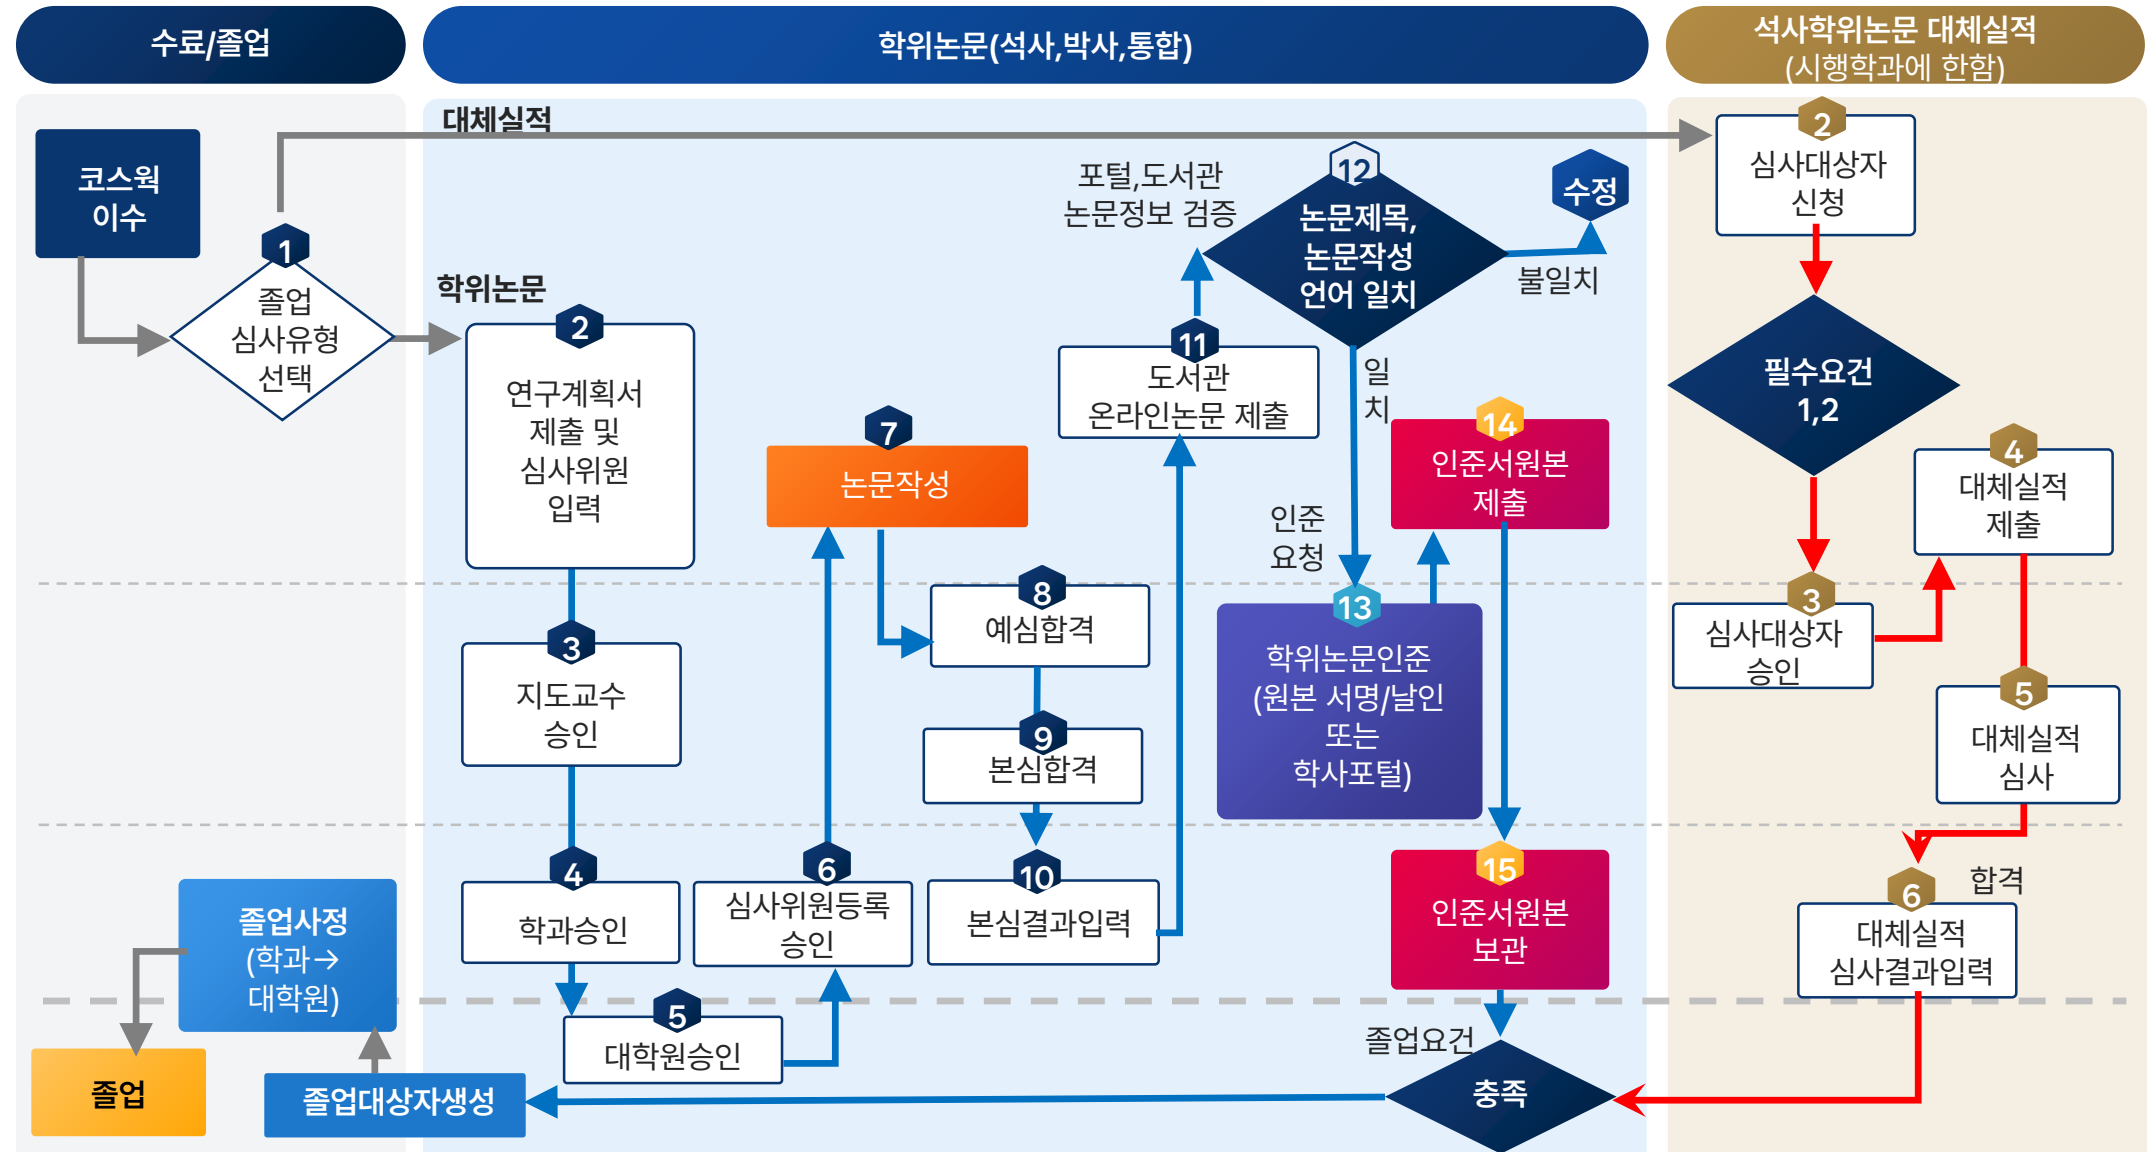 수료/졸업
학위논문(석사,박사,통합)
석사학위논문 대체실적
(시행학과에 한함)
코스웍
이수
1
졸업
심사유형
선택
대체실적
학위논문
2
연구계획서
제출 및
심사위원
입력
3
지도교수
승인
4
학과승인
5
대학원승인
6
심사위원등록
승인
7
논문작성
8
예심합격
9
본심합격
10
본심결과입력
11
도서관
온라인논문 제출
포털,도서관
논문정보 검증
12
논문제목,
논문작성
언어 일치
수정
불일치
일
치
인준
요청
13
학위논문인준
(원본 서명/날인
또는
학사포털)
14
인준서원본
제출
15
인준서원본
보관
졸업요건
충족
2
심사대상자
신청
필수요건
1,2
3
심사대상자
승인
4
대체실적
제출
5
대체실적
심사
합격
6
대체실적
심사결과입력
졸업대상자생성
졸업사정
(학과→
대학원)
졸업